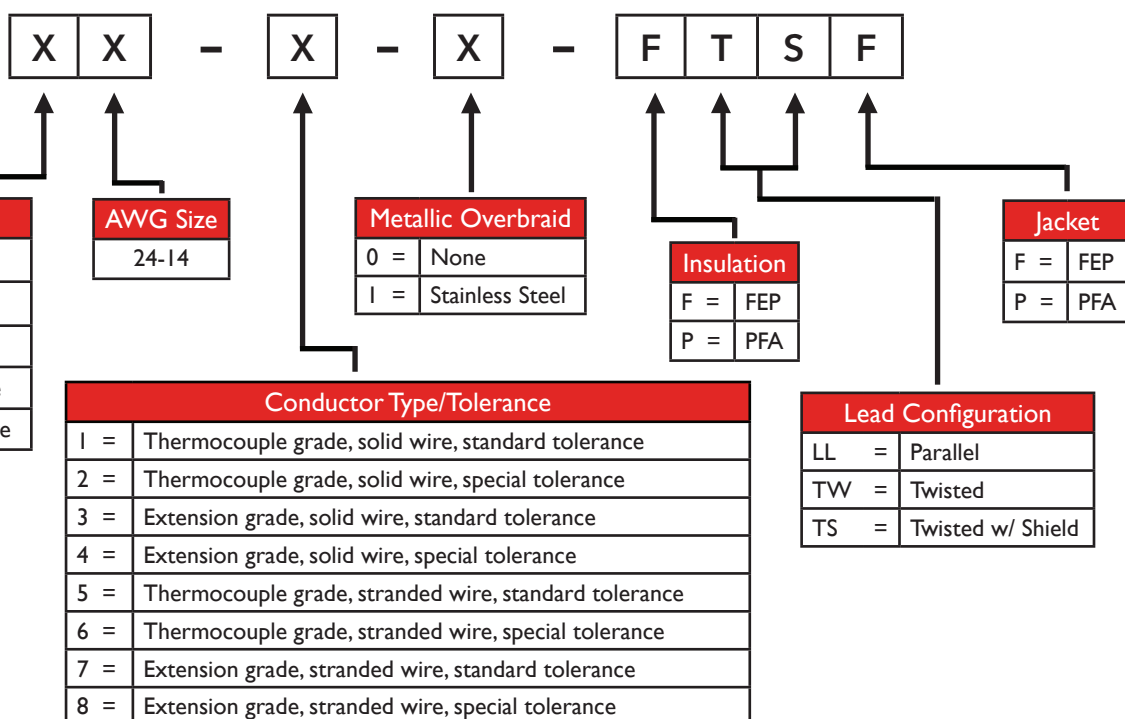 X X - X - X - F T S F
AWG Size
24-14
Metallic Overbraid
0 = None
1 = Stainless Steel
Insulation
F = FEP
P = PFA
Jacket
F = FEP
P = PFA
Conductor Type/Tolerance
1 = Thermocouple grade, solid wire, standard tolerance
2 = Thermocouple grade, solid wire, special tolerance
3 = Extension grade, solid wire, standard tolerance
4 = Extension grade, solid wire, special tolerance
5 = Thermocouple grade, stranded wire, standard tolerance
6 = Thermocouple grade, stranded wire, special tolerance
7 = Extension grade, stranded wire, standard tolerance
8 = Extension grade, stranded wire, special tolerance
Lead Configuration
LL = Parallel
TW = Twisted
TS = Twisted w/ Shield